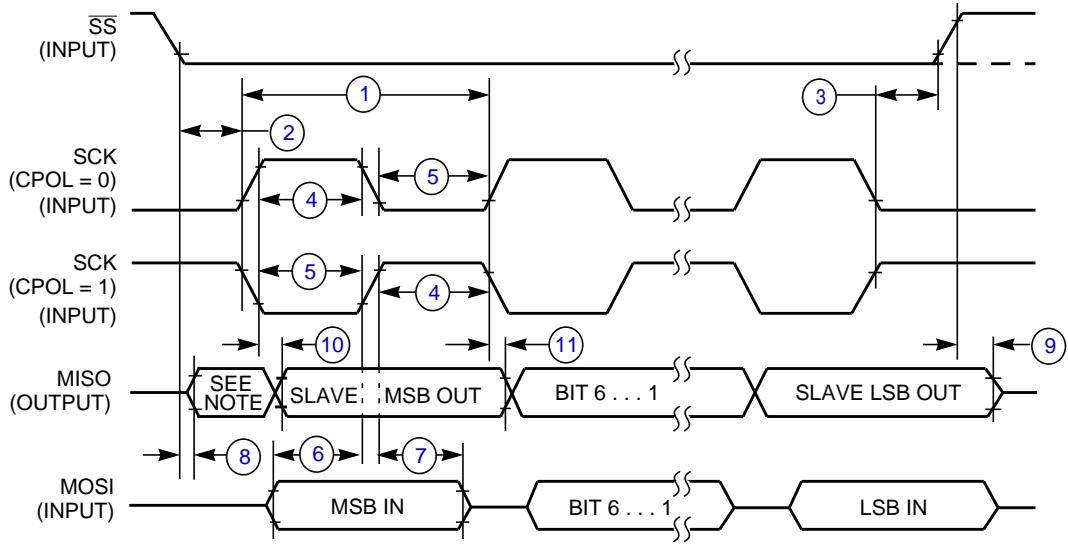 SS
(INPUT)
1
3
2
SCK
(CPOL = 0)
(INPUT)
5
4
SCK
(CPOL = 1)
(INPUT)
5
4
10
11
9
MISO
(OUTPUT)
SEE
NOTE
SLAVE
MSB OUT
BIT 6 . . . 1
SLAVE LSB OUT
8
6
7
MOSI
(INPUT)
MSB IN
BIT 6 . . . 1
LSB IN